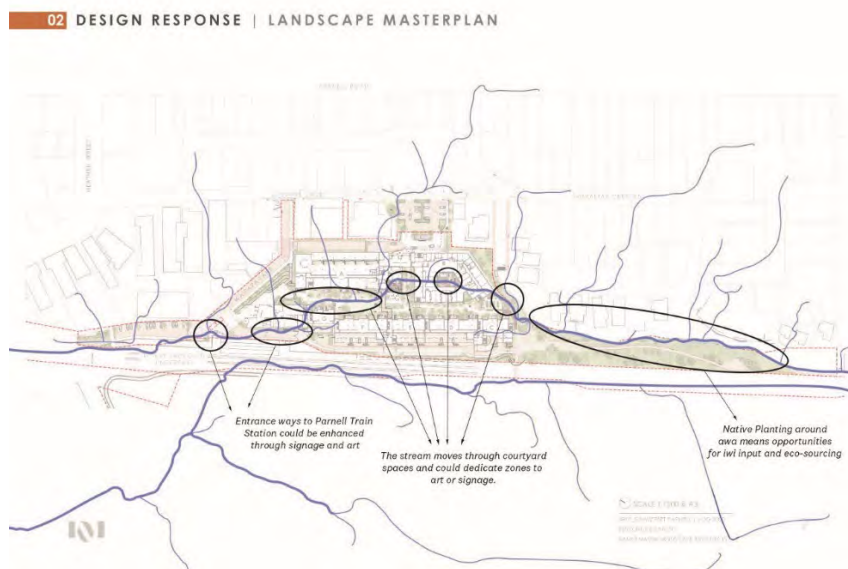 02 DESIGN RESPONSE | LANDSCAPE MASTERPLAN
Entrance ways to Parnell Train
Station could be enhanced
through signage and art
The stream moves through courtyard
spaces and could dedicate zones to
art or signage.
Native Planting around
awa means opportunities
for iwi input and eco-sourcing